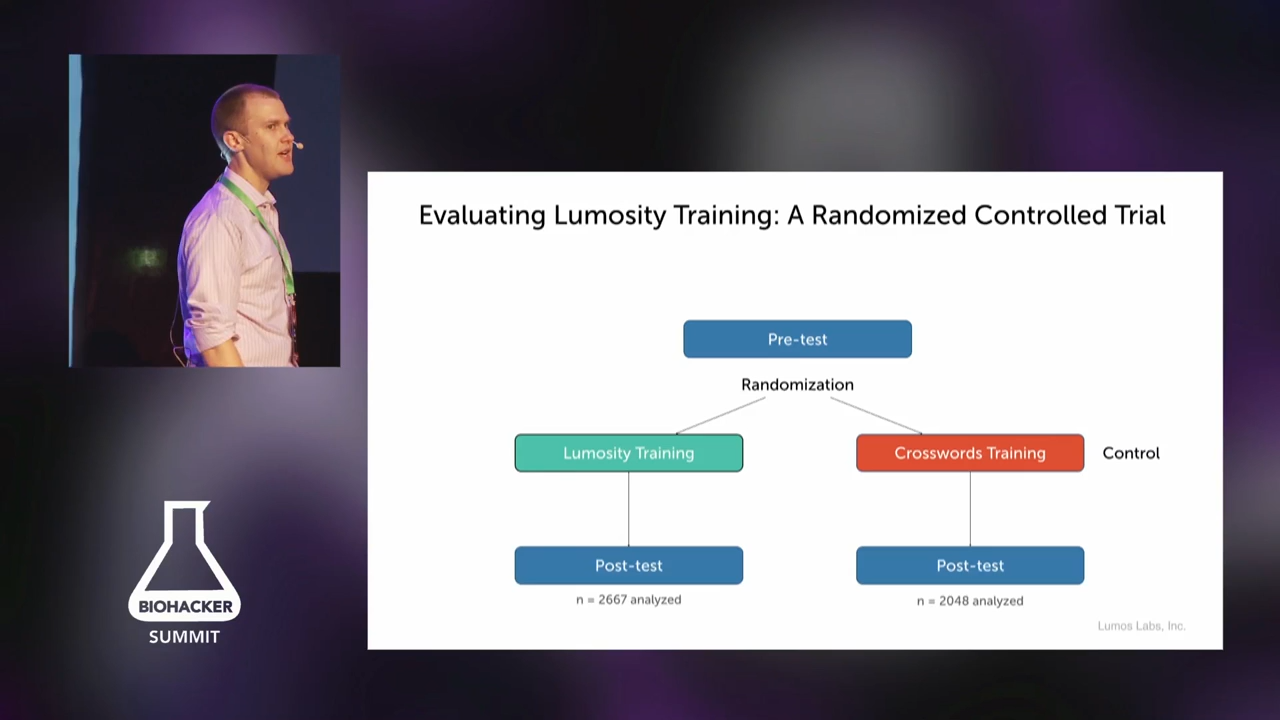 Evaluating Lumosity Training: A Randomized Controlled Trial
Pre-test
Randomization
Lumosity Training
Crosswords Training
Control
Post-test
Post-test
n = 2667 analyzed
n = 2048 analyzed
Lumos Labs, Inc.
BIOHACKER
SUMMIT